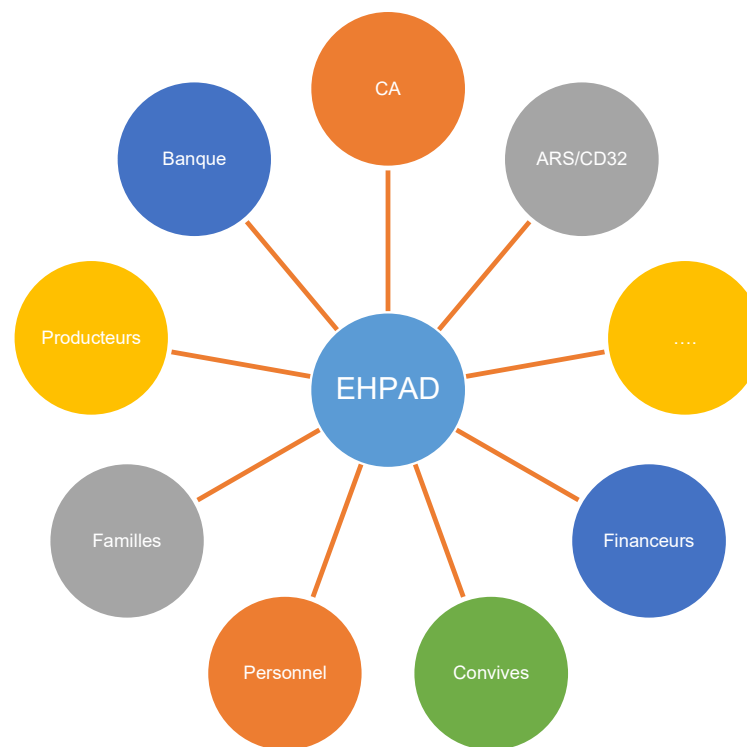 CA
Banque
ARS/CD32
Producteurs
....
EHPAD
Familles
Financeurs
Personnel
Convives